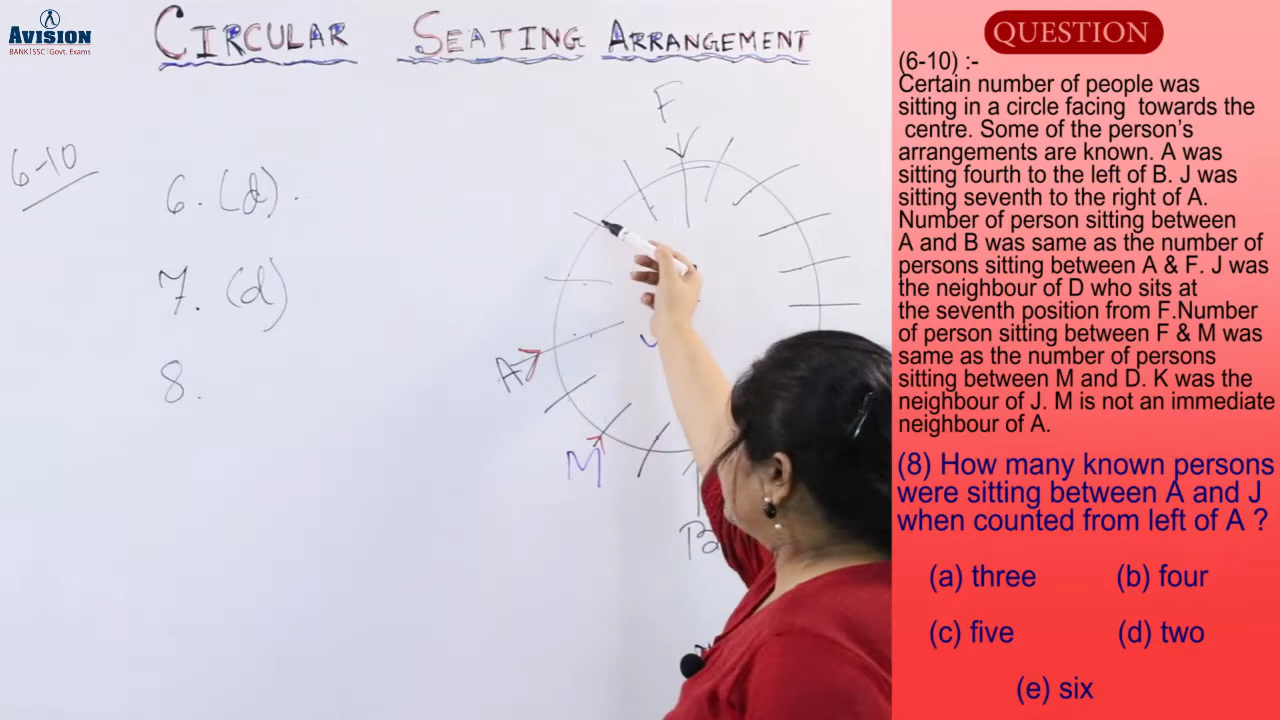 AVISION
BANK|SSC|Govt. Exams
CIRCULAR SEATING ARRANGEMENT
6-10
6. (d).
7. (d)
8.
F
A
M
B
QUESTION
(6-10) :-
Certain number of people was
sitting in a circle facing towards the
centre. Some of the person's
arrangements are known. A was
sitting fourth to the left of B. J was
sitting seventh to the right of A.
Number of person sitting between
A and B was same as the number of
persons sitting between A & F. J was
the neighbour of D who sits at
the seventh position from F.Number
of person sitting between F & M was
same as the number of persons
sitting between M and D. K was the
neighbour of J. M is not an immediate
neighbour of A.
(8) How many known persons
were sitting between A and J
when counted from left of A ?
(a) three (b) four
(c) five (d) two
(e) six